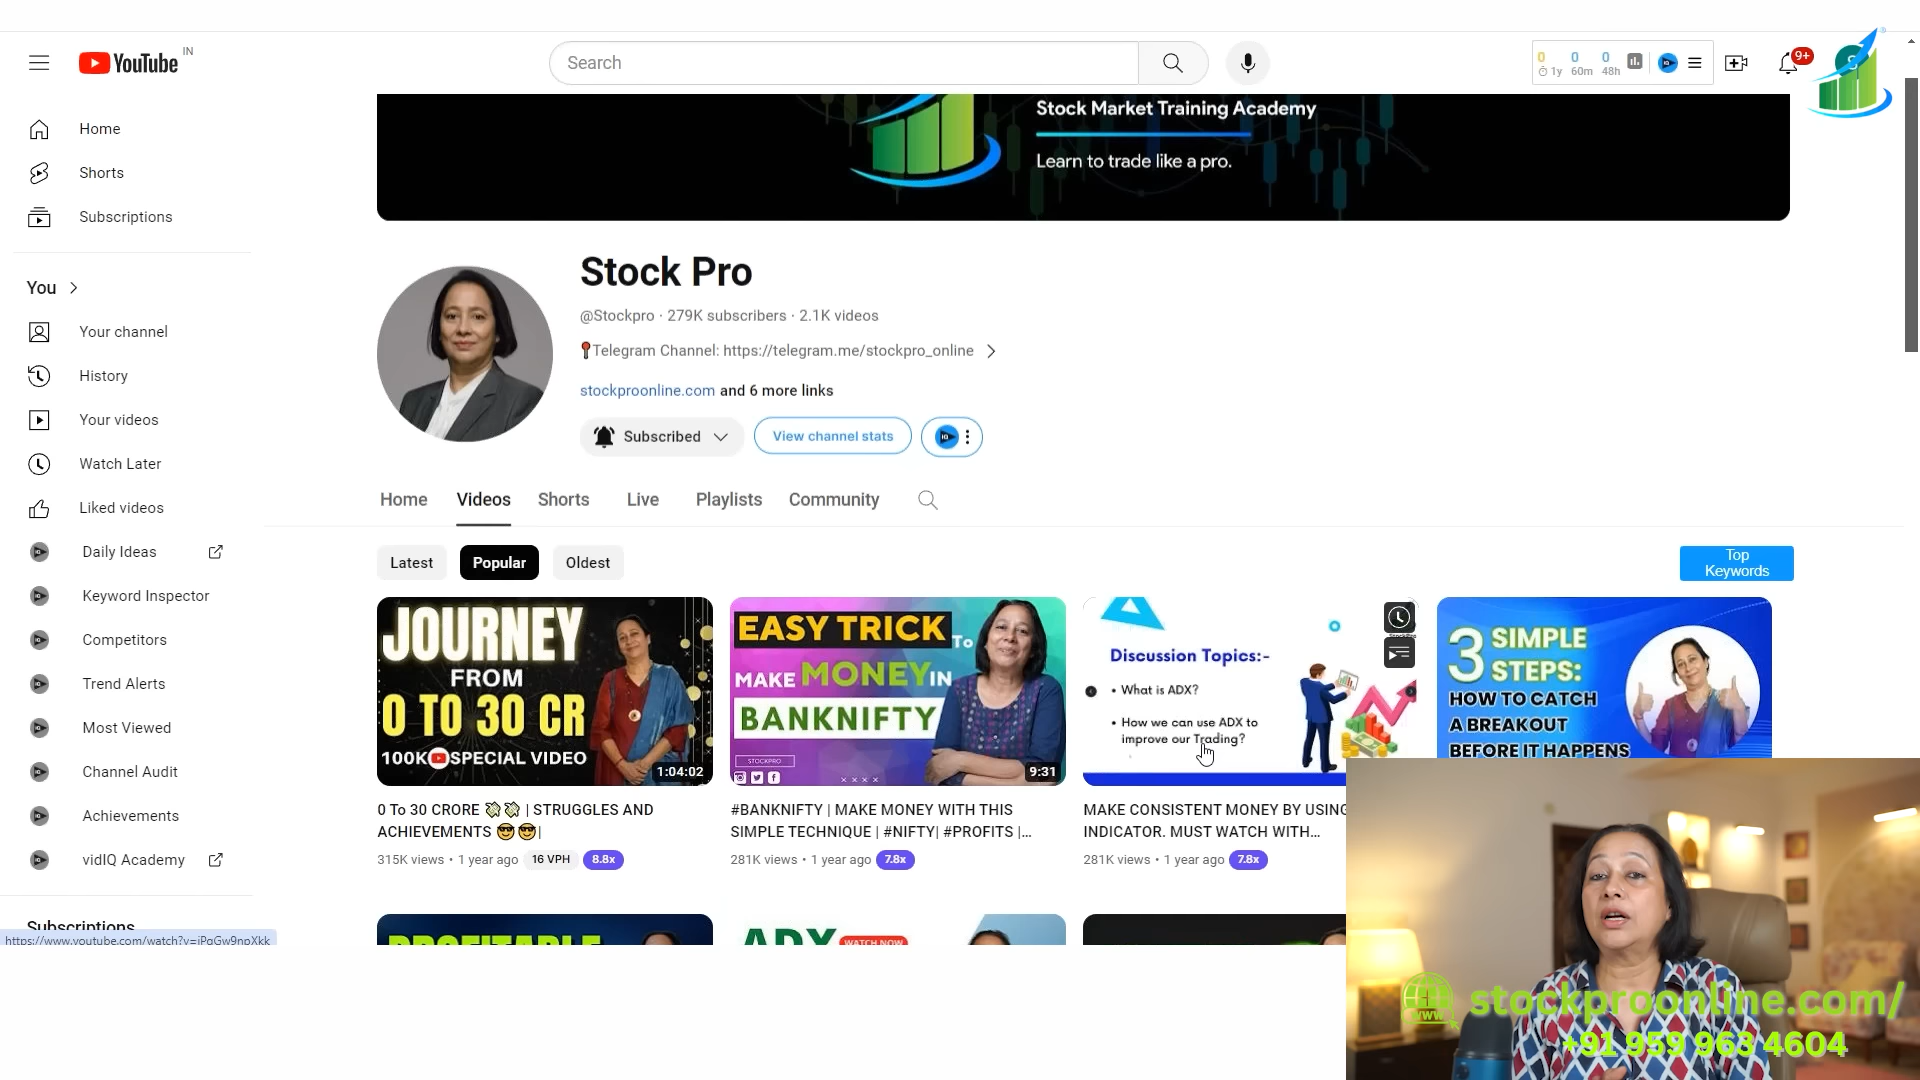 YouTube IN
Search
0 0 0
1y 60m 48h
9+
Home
Shorts
Subscriptions
You
Your channel
History
Your videos
Watch Later
Liked videos
Daily Ideas
Keyword Inspector
Competitors
Trend Alerts
Most Viewed
Channel Audit
Achievements
vidIQ Academy
Subscriptions
https://www.youtube.com/watch?v=jPaGw9npXkk
Stock Market Training Academy
Learn to trade like a pro.
Stock Pro
@Stockpro · 279K subscribers · 2.1K videos
📍Telegram Channel: https://telegram.me/stockpro_online
stockproonline.com and 6 more links
Subscribed
View channel stats
Home Videos Shorts Live Playlists Community
Latest Popular Oldest
Top
Keywords
JOURNEY
FROM
0 TO 30 CR
100K SPECIAL VIDEO
1:04:02
0 To 30 CRORE 💸💸 | STRUGGLES AND
ACHIEVEMENTS 😎😎|
315K views • 1 year ago 16 VPH 8.8x
EASY TRICK To
MAKE MONEY IN
BANKNIFTY
STOCKPRO
9:31
#BANKNIFTY | MAKE MONEY WITH THIS
SIMPLE TECHNIQUE | #NIFTY| #PROFITS |...
281K views • 1 year ago 7.8x
Discussion Topics:-
• What is ADX?
• How we can use ADX to
improve our Trading?
MAKE CONSISTENT MONEY BY USING
INDICATOR. MUST WATCH WITH...
281K views • 1 year ago 7.8x
3 SIMPLE
STEPS:
HOW TO CATCH
A BREAKOUT
BEFORE IT HAPPENS
PROFITABLE
ADX WATCH NOW
www
stockproonline.com/
+91 959 963 4604